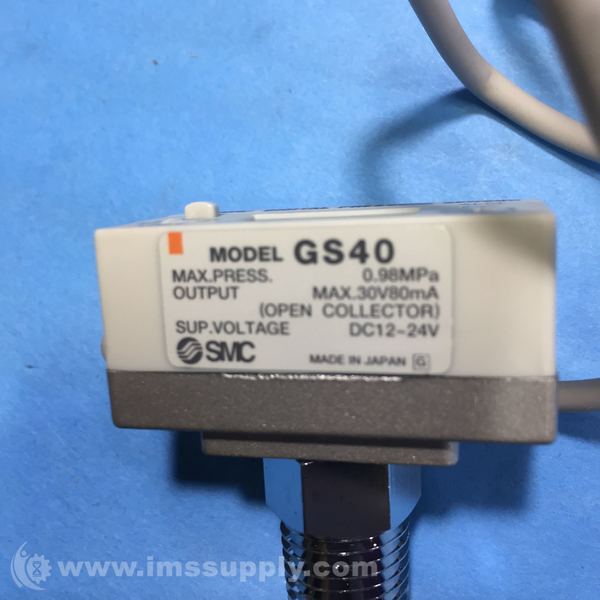 MODEL GS40
MAX.PRESS. 0.98MPa
OUTPUT MAX.30V80mA
(OPEN COLLECTOR)
SUP.VOLTAGE DC12~24V
SMC
MADE IN JAPAN G
www.imssupply.com